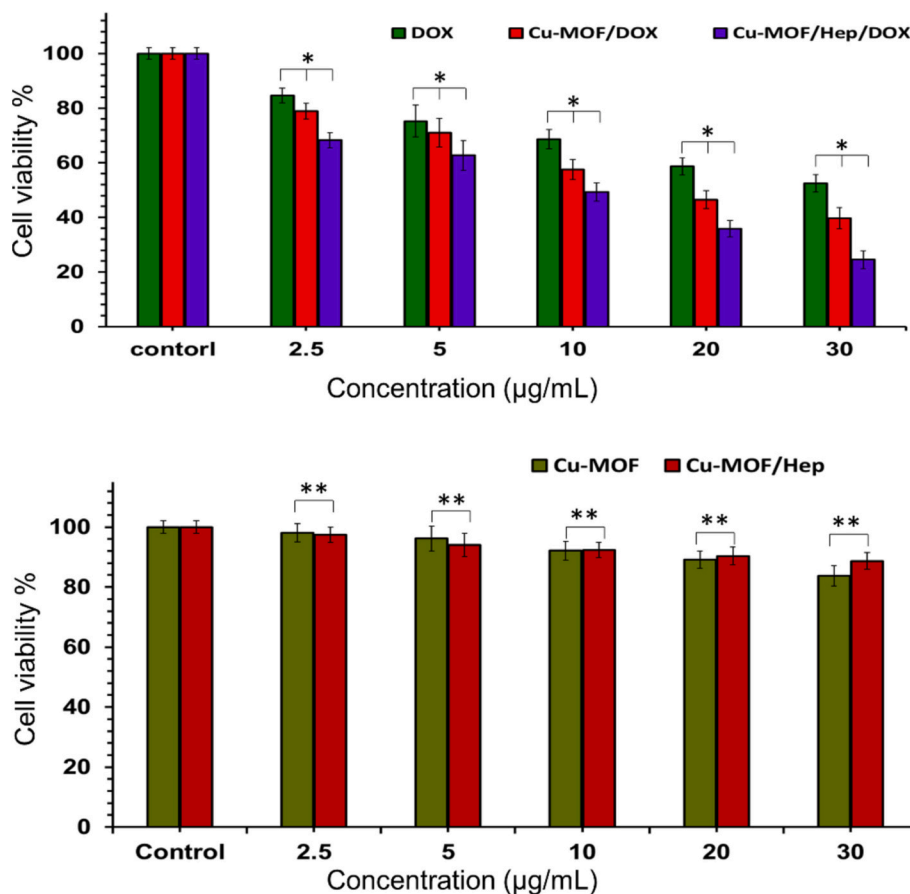 DOX Cu-MOF/DOX Cu-MOF/Hep/DOX
Cell viability %
100
80
60
40
20
0
* * * * *
contorl 2.5 5 10 20 30
Concentration (µg/mL)
Cu-MOF Cu-MOF/Hep
Cell viability %
100
80
60
40
20
0
** ** ** ** **
Control 2.5 5 10 20 30
Concentration (µg/mL)